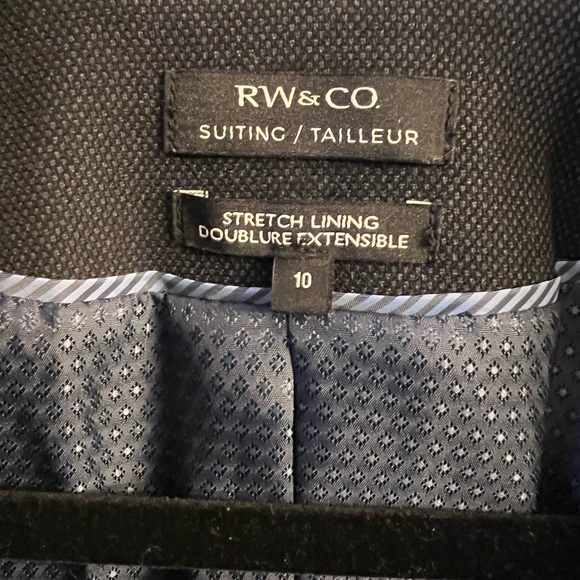 RW&CO.
SUITING / TAILLEUR
STRETCH LINING
DOUBLURE EXTENSIBLE
10